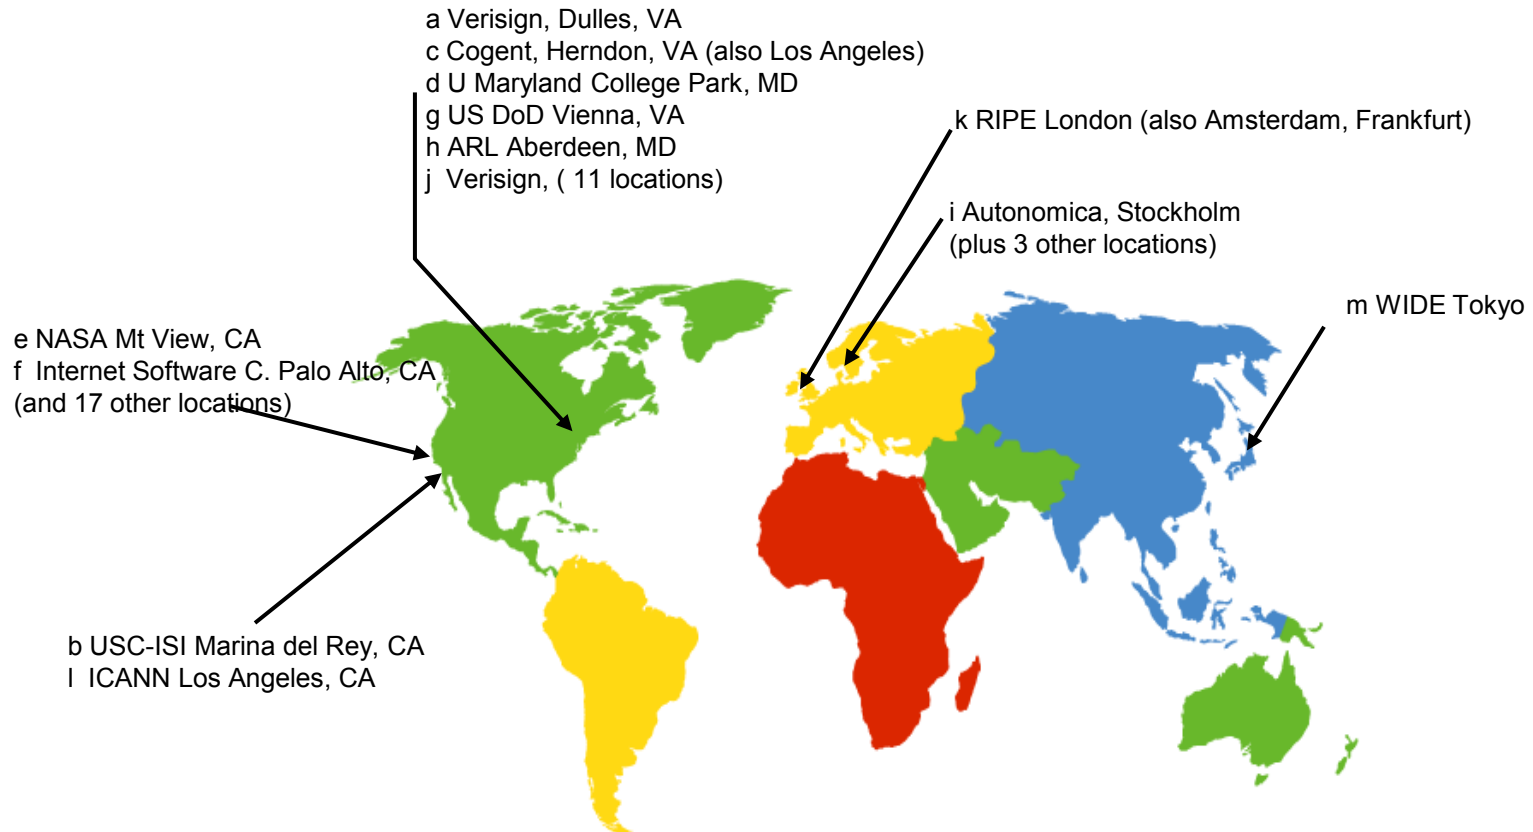 a Verisign, Dulles, VA
c Cogent, Herndon, VA (also Los Angeles)
d U Maryland College Park, MD
g US DoD Vienna, VA
h ARL Aberdeen, MD
j Verisign, ( 11 locations)
k RIPE London (also Amsterdam, Frankfurt)
i Autonomica, Stockholm
(plus 3 other locations)
m WIDE Tokyo
e NASA Mt View, CA
f Internet Software C. Palo Alto, CA
(and 17 other locations)
b USC-ISI Marina del Rey, CA
l ICANN Los Angeles, CA